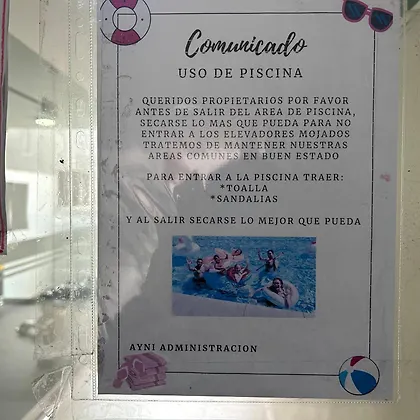 Comunicado
USO DE PISCINA
QUERIDOS PROPIETARIOS POR FAVOR
ANTES DE SALIR DEL AREA DE PISCINA,
SECARSE LO MAS QUE PUEDA PARA NO
ENTRAR A LOS ELEVADORES MOJADOS
TRATEMOS DE MANTENER NUESTRAS
AREAS COMUNES EN BUEN ESTADO
PARA ENTRAR A LA PISCINA TRAER:
*TOALLA
*SANDALIAS
Y AL SALIR SECARSE LO MEJOR QUE PUEDA
AYNI ADMINISTRACION